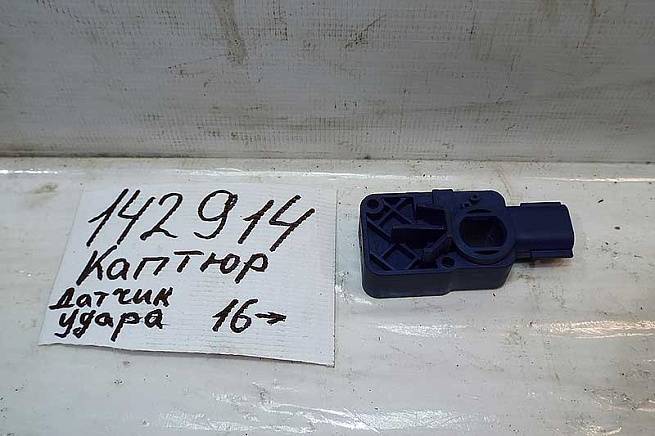 142914
Каптюр
Датчик
удара 16→